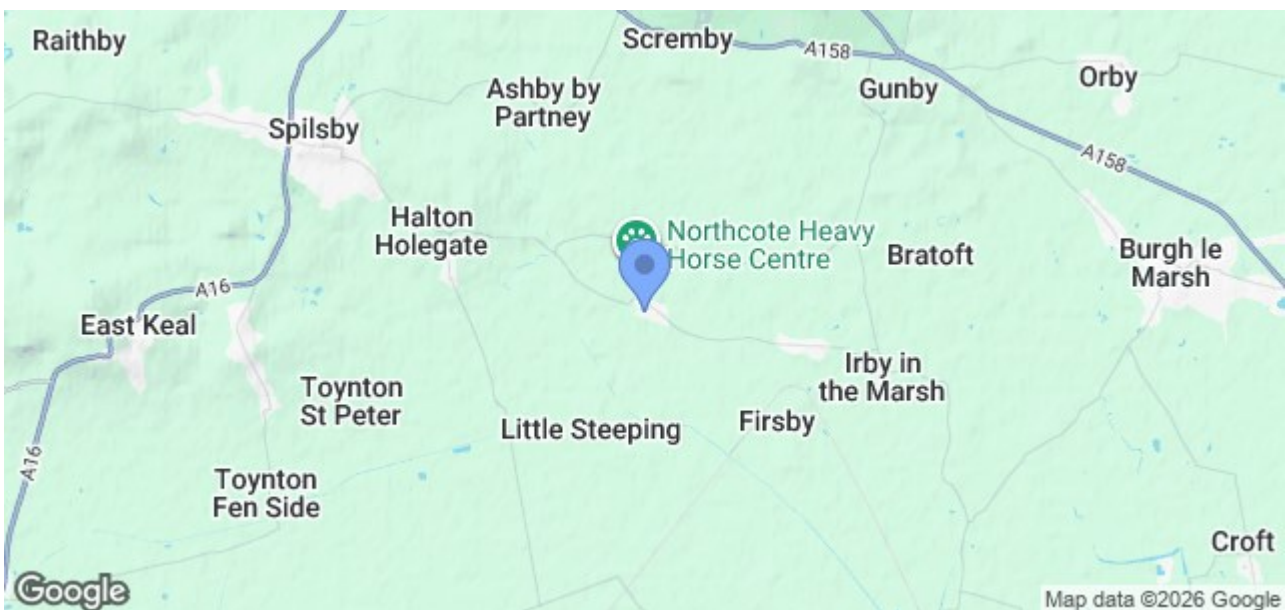 Raithby
Scremby
A158
Gunby
Orby
Ashby by
Partney
Spilsby
A158
Halton
Holegate
Northcote Heavy
Horse Centre
Bratoft
Burgh le
Marsh
A16
East Keal
Irby in
the Marsh
Toynton
St Peter
Little Steeping
Firsby
A16
Toynton
Fen Side
Croft
Google
Map data ©2026 Google